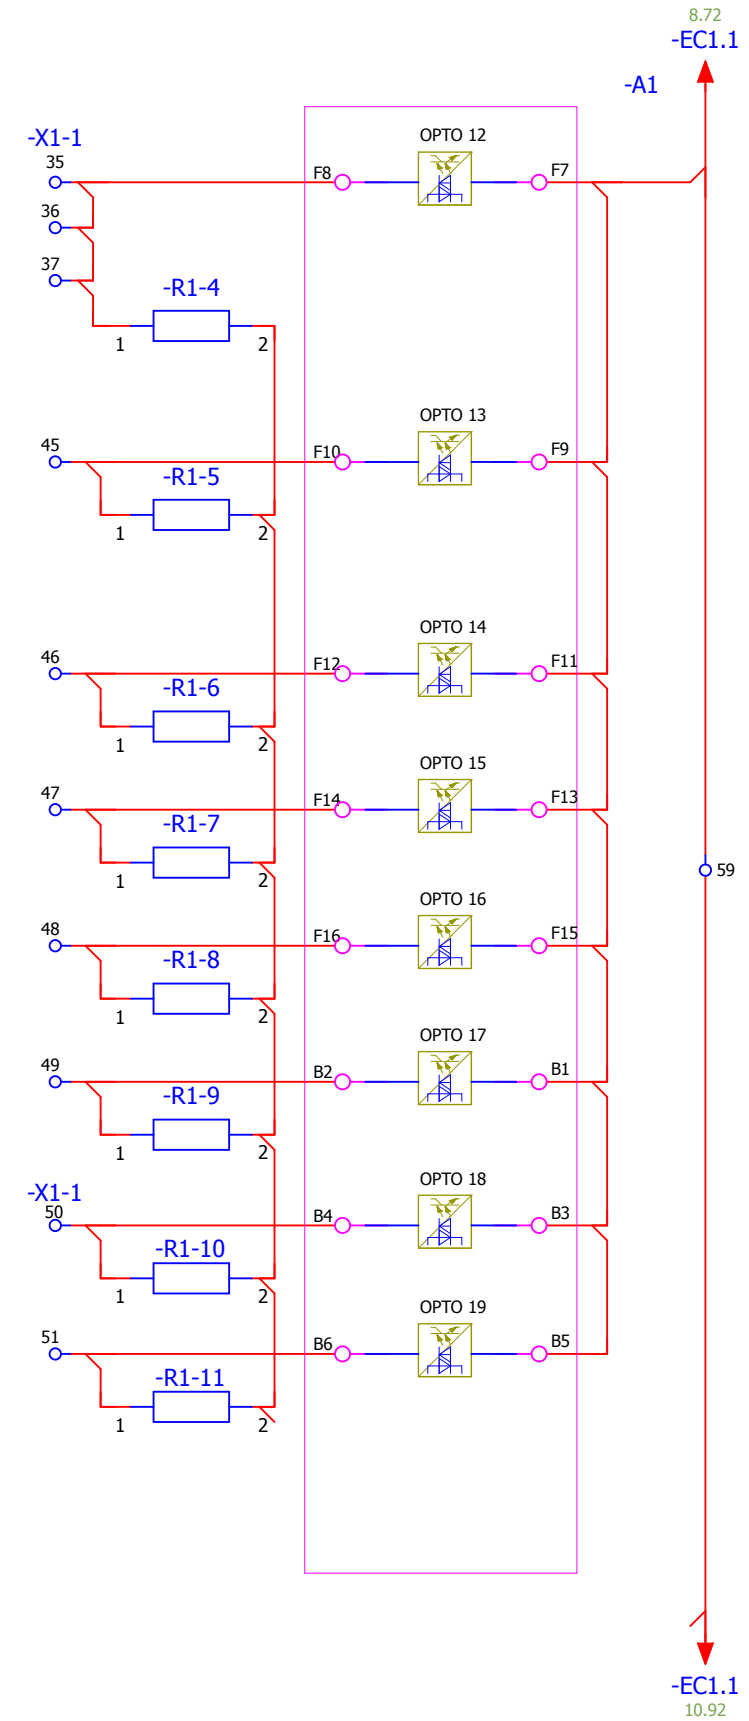 8.72
-EC1.1
-A1
OPTO 12
-X1-1
35
F8
F7
36
37
-R1-4
1
2
OPTO 13
45
F10
F9
-R1-5
1
2
OPTO 14
46
F12
F11
-R1-6
1
2
OPTO 15
47
F14
F13
-R1-7
1
2
59
OPTO 16
48
F16
F15
-R1-8
1
2
OPTO 17
49
B2
B1
-R1-9
1
2
OPTO 18
-X1-1
50
B4
B3
-R1-10
1
2
OPTO 19
51
B6
B5
-R1-11
1
2
-EC1.1
10.92